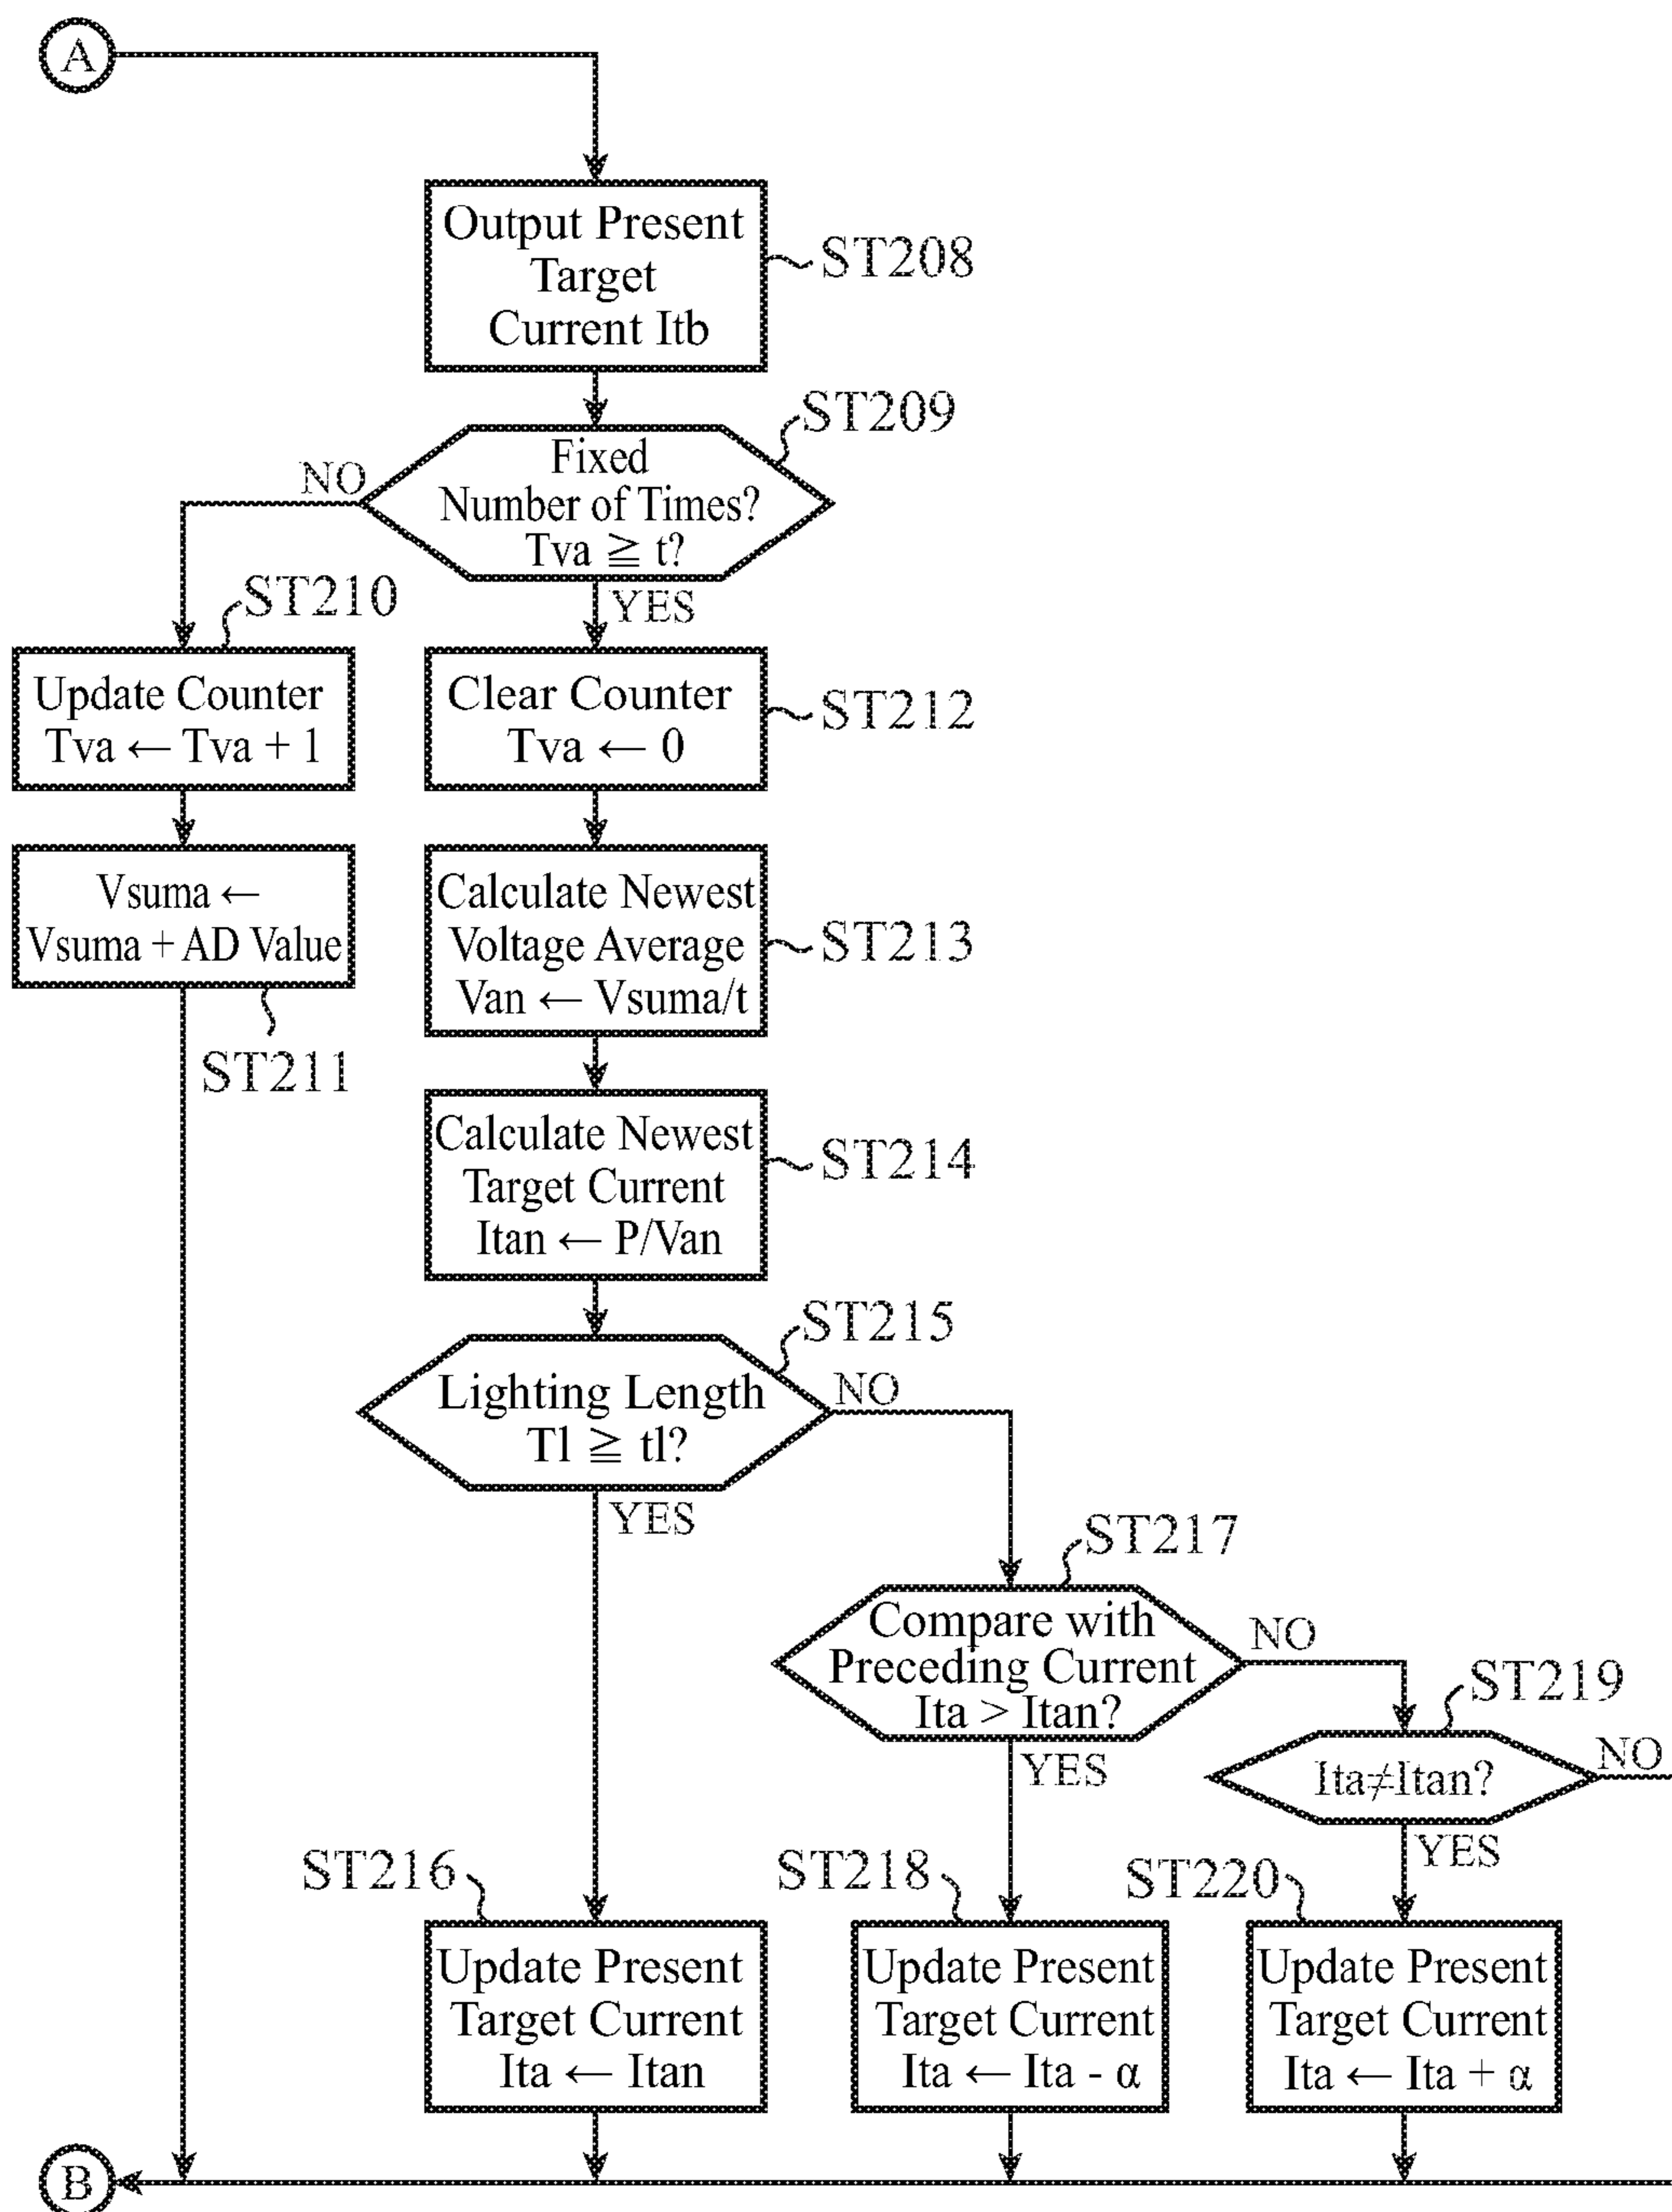 A
Output Present
Target
Current Itb
ST208
ST209
Fixed
Number of Times?
Tva ≧ t?
NO
YES
ST210
Update Counter
Tva ← Tva + 1
Clear Counter
Tva ← 0
ST212
Vsuma ←
Vsuma + AD Value
ST211
Calculate Newest
Voltage Average
Van ← Vsuma/t
ST213
Calculate Newest
Target Current
Itan ← P/Van
ST214
ST215
Lighting Length
Tl ≧ tl?
NO
YES
ST217
Compare with
Preceding Current
Ita > Itan?
NO
YES
ST219
Ita≠Itan?
NO
YES
ST216
Update Present
Target Current
Ita ← Itan
ST218
Update Present
Target Current
Ita ← Ita - α
ST220
Update Present
Target Current
Ita ← Ita + α
B